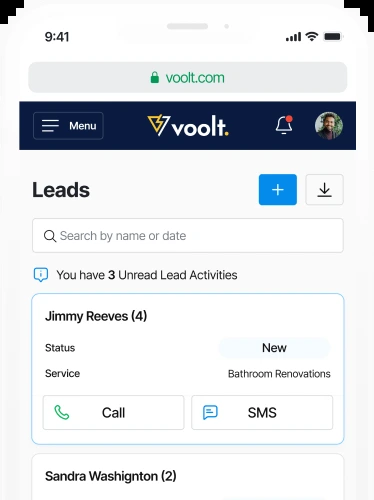 9:41
voolt.com
Menu
voolt.
Leads
Search by name or date
You have 3 Unread Lead Activities
Jimmy Reeves (4)
Status New
Service Bathroom Renovations
Call SMS
Sandra Washignton (2)